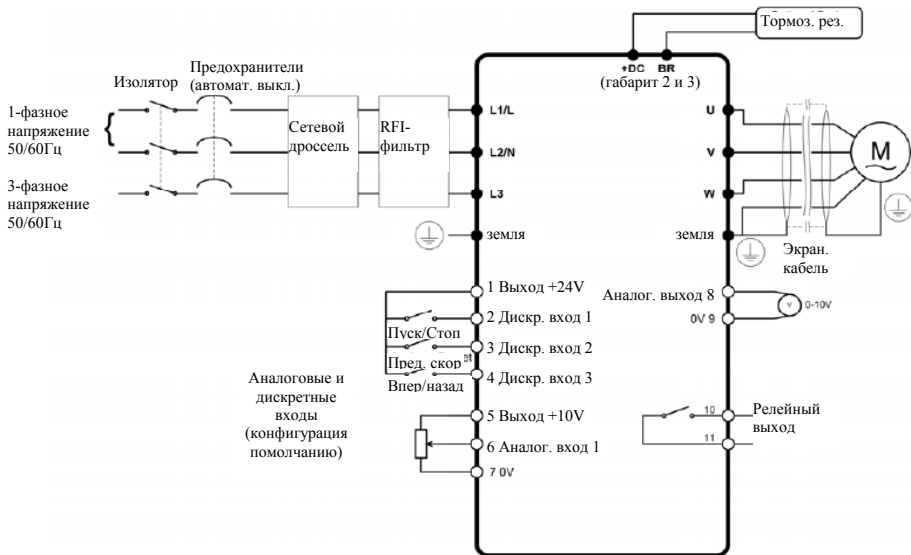 Тормоз. рез.
+DC BR
(габарит 2 и 3)
Изолятор
Предохранители
(автомат. выкл.)
1-фазное
напряжение
50/60Гц
3-фазное
напряжение
50/60Гц
Сетевой
дроссель
RFI-
фильтр
L1/L
L2/N
L3
земля
U
V
W
земля
M
Экран.
кабель
1 Выход +24V
2 Дискр. вход 1
Пуск/Стоп
3 Дискр. вход 2
Пред. скор
4 Дискр. вход 3
Впер/назад
Аналоговые и
дискретные
входы
(конфигурация
помолчанию)
5 Выход +10V
6 Аналог. вход 1
7 0V
Аналог. выход 8
0V 9
V
0-10V
10
11
Релейный
выход